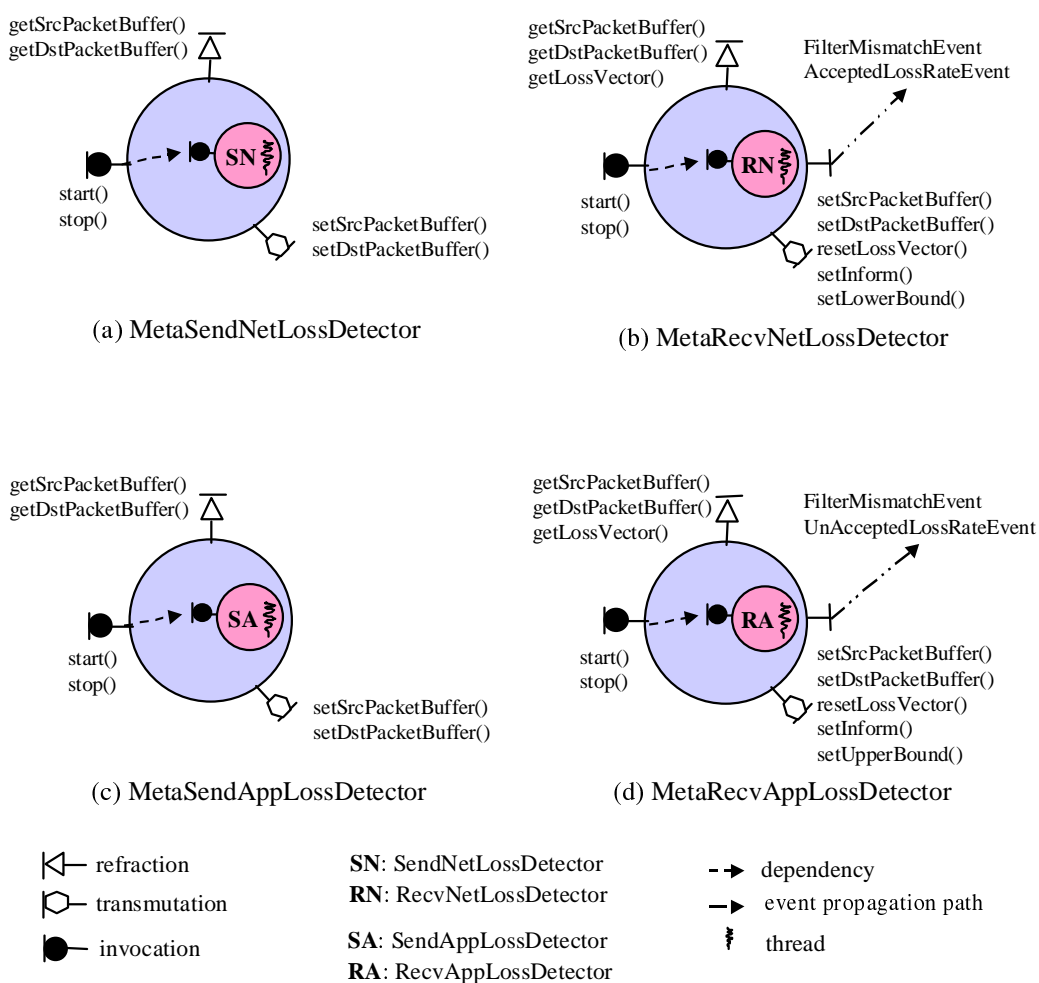 getSrcPacketBuffer()
getDstPacketBuffer()
SN
start()
stop()
setSrcPacketBuffer()
setDstPacketBuffer()
(a) MetaSendNetLossDetector
getSrcPacketBuffer()
getDstPacketBuffer()
getLossVector()
FilterMismatchEvent
AcceptedLossRateEvent
RN
start()
stop()
setSrcPacketBuffer()
setDstPacketBuffer()
resetLossVector()
setInform()
setLowerBound()
(b) MetaRecvNetLossDetector
getSrcPacketBuffer()
getDstPacketBuffer()
SA
start()
stop()
setSrcPacketBuffer()
setDstPacketBuffer()
(c) MetaSendAppLossDetector
getSrcPacketBuffer()
getDstPacketBuffer()
getLossVector()
FilterMismatchEvent
UnAcceptedLossRateEvent
RA
start()
stop()
setSrcPacketBuffer()
setDstPacketBuffer()
resetLossVector()
setInform()
setUpperBound()
(d) MetaRecvAppLossDetector
refraction
transmutation
invocation
SN: SendNetLossDetector
RN: RecvNetLossDetector
SA: SendAppLossDetector
RA: RecvAppLossDetector
dependency
event propagation path
thread